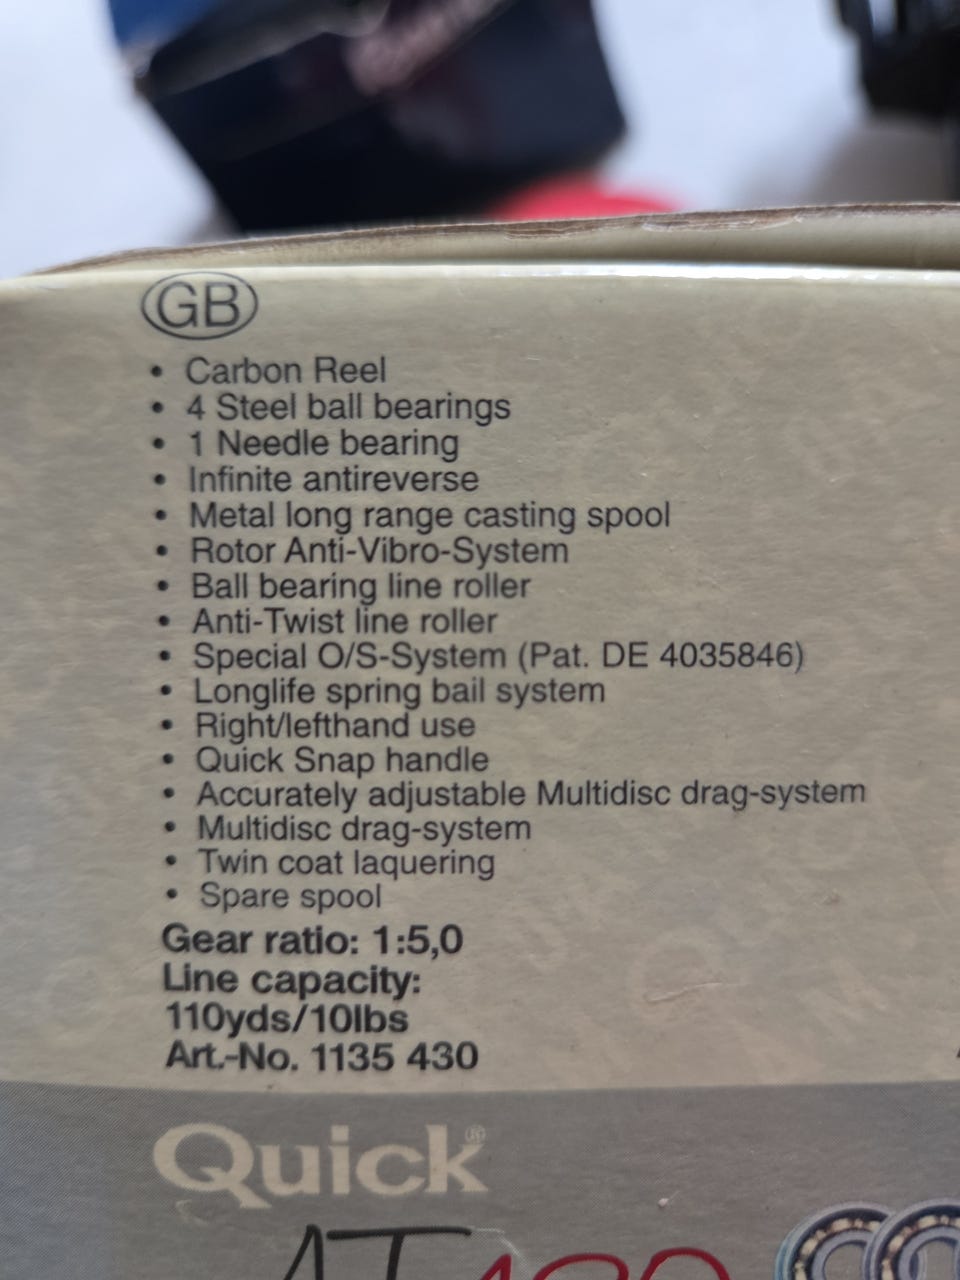 GB
• Carbon Reel
• 4 Steel ball bearings
• 1 Needle bearing
• Infinite antireverse
• Metal long range casting spool
• Rotor Anti-Vibro-System
• Ball bearing line roller
• Anti-Twist line roller
• Special O/S-System (Pat. DE 4035846)
• Longlife spring bail system
• Right/lefthand use
• Quick Snap handle
• Accurately adjustable Multidisc drag-system
• Multidisc drag-system
• Twin coat laquering
• Spare spool
Gear ratio: 1:5,0
Line capacity:
110yds/10lbs
Art.-No. 1135 430
Quick®